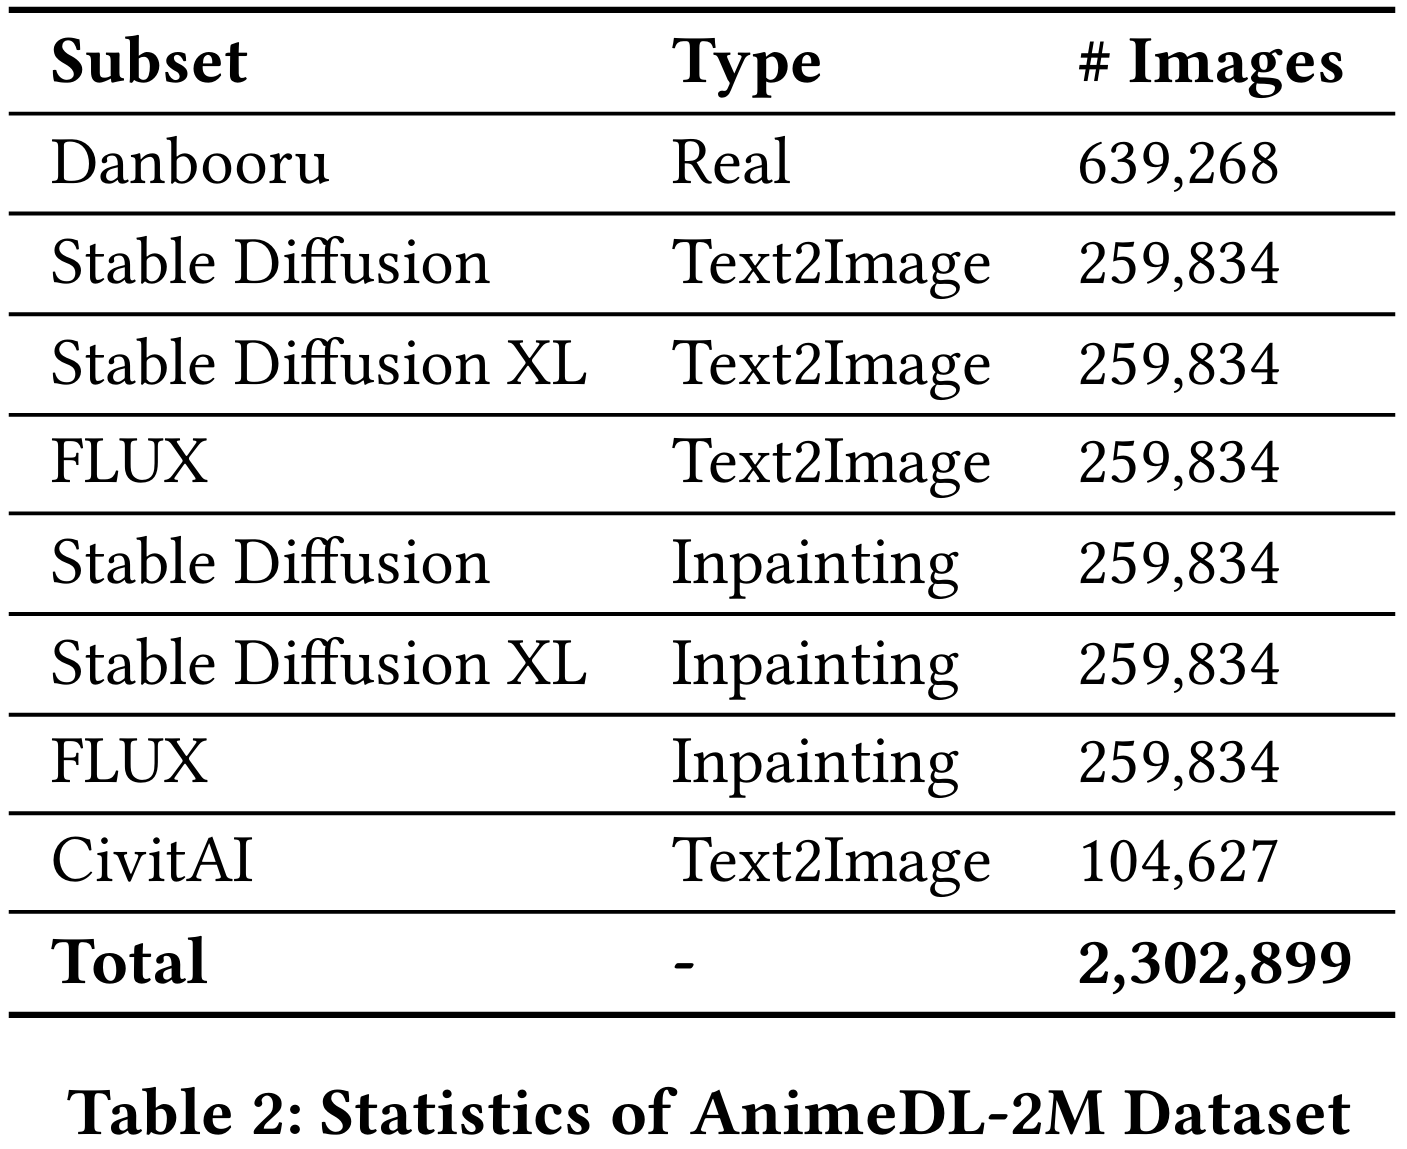 Subset Type # Images
Danbooru Real 639,268
Stable Diffusion Text2Image 259,834
Stable Diffusion XL Text2Image 259,834
FLUX Text2Image 259,834
Stable Diffusion Inpainting 259,834
Stable Diffusion XL Inpainting 259,834
FLUX Inpainting 259,834
CivitAI Text2Image 104,627
Total - 2,302,899
Table 2: Statistics of AnimeDL-2M Dataset